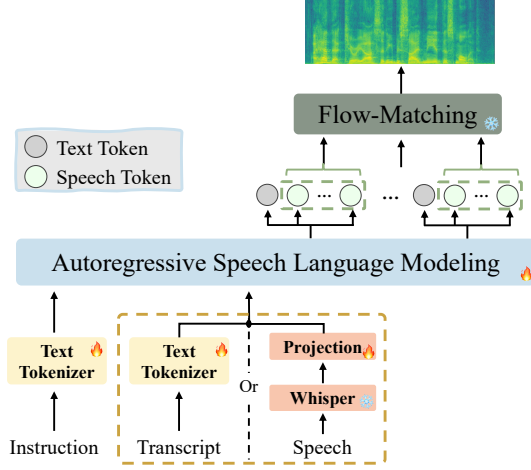 Flow-Matching
Text Token
Speech Token
... ... ... ...
Autoregressive Speech Language Modeling
Text
Tokenizer
Text
Tokenizer
Projection
Or
Whisper
Instruction
Transcript
Speech